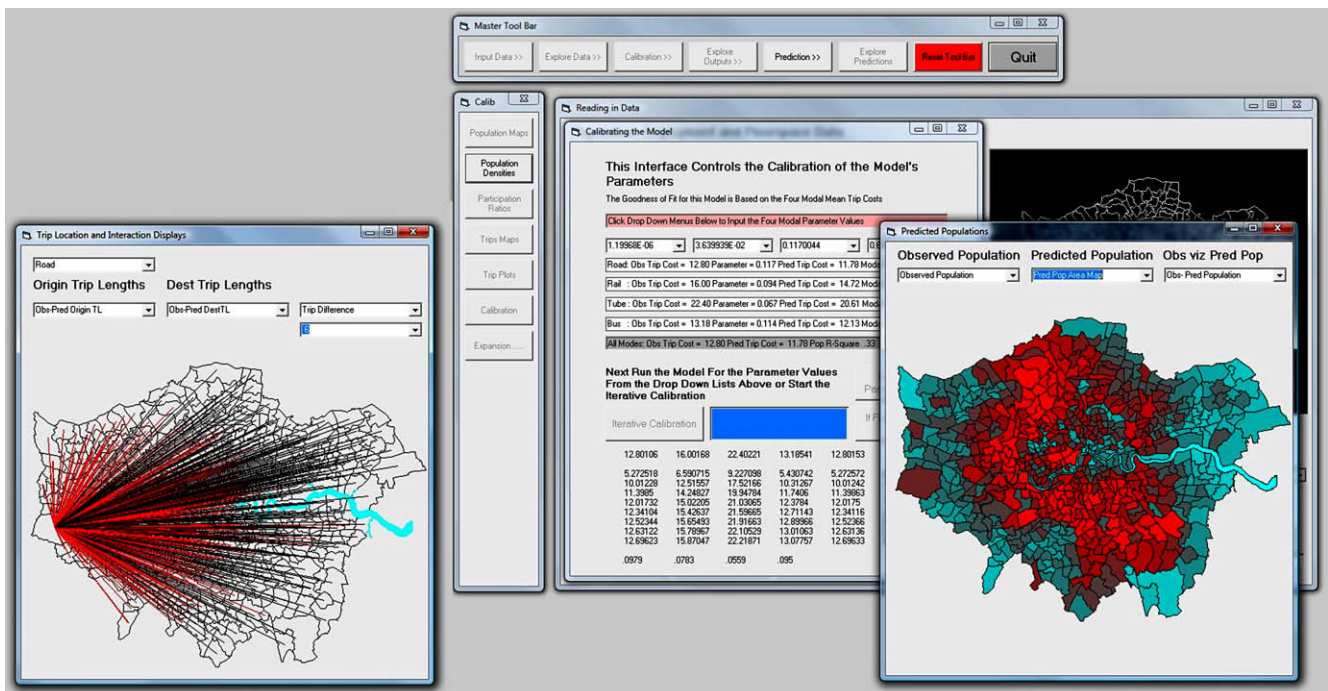 Master Tool Bar
Input Data >>
Explore Data >>
Calibration >>
Explore
Outputs >>
Prediction >>
Explore
Predictions
Reset Tool Bar
Quit
Calib
Population Maps
Population
Densities
Participation
Ratios
Trips Maps
Trip Plots
Calibration
Expansion......
Reading in Data
Calibrating the Model
This Interface Controls the Calibration of the Model's
Parameters
The Goodness of Fit for this Model is Based on the Four Modal Mean Trip Costs
Click Drop Down Menus Below to Input the Four Modal Parameter Values
1.19968E-06 3.639939E-02 0.1170044
Road: Obs Trip Cost = 12.80 Parameter = 0.117 Pred Trip Cost = 11.78
Rail : Obs Trip Cost = 16.00 Parameter = 0.094 Pred Trip Cost = 14.72
Tube : Obs Trip Cost = 22.40 Parameter = 0.067 Pred Trip Cost = 20.61
Bus : Obs Trip Cost = 13.18 Parameter = 0.114 Pred Trip Cost = 12.13
All Modes: Obs Trip Cost = 12.80 Pred Trip Cost = 11.78 Pop R-Square .33
Next Run the Model For the Parameter Values
From the Drop Down Lists Above or Start the
Iterative Calibration
Iterative Calibration
12.80106 16.00168 22.40221 13.18541 12.80153
5.272518 6.590715 9.227098 5.430742 5.272572
10.01228 12.51557 17.52166 10.31267 10.01242
11.3985 14.24827 19.94784 11.7406 11.39863
12.01732 15.02205 21.03065 12.3784 12.0175
12.34104 15.42637 21.59665 12.71143 12.34116
12.52344 15.65493 21.91663 12.89966 12.52366
12.63122 15.78967 22.10529 13.01063 12.63136
12.69623 15.87047 22.21871 13.07757 12.69633
.0979 .0783 .0559 .095
Trip Location and Interaction Displays
Road
Origin Trip Lengths Dest Trip Lengths
Obs-Pred Origin TL Obs-Pred DestTL Trip Difference
Predicted Populations
Observed Population Predicted Population Obs viz Pred Pop
Observed Population Pred Pop Area Map Obs- Pred Population